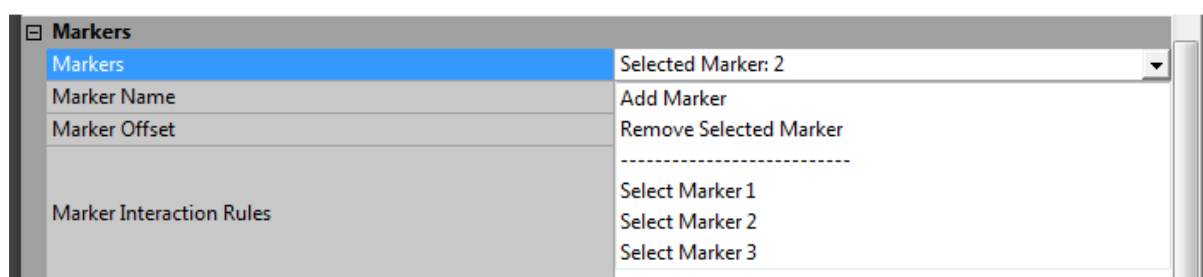 Markers
Markers Selected Marker: 2
Marker Name Add Marker
Marker Offset Remove Selected Marker
---------------------------
Select Marker 1
Marker Interaction Rules Select Marker 2
Select Marker 3